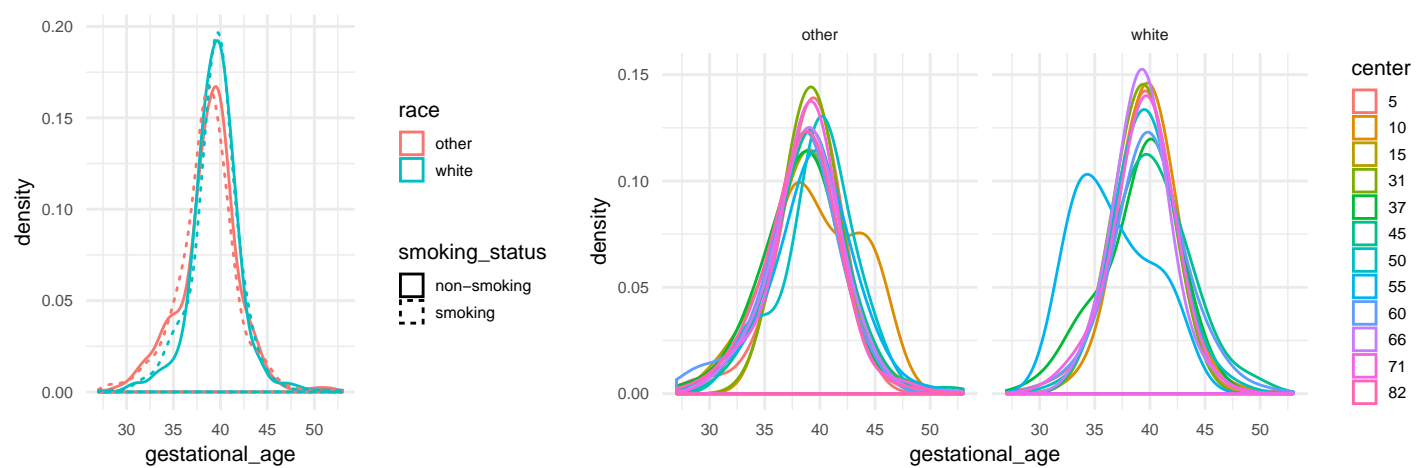 0.20
0.15
0.10
0.05
0.00
density
30 35 40 45 50
gestational_age
race
other
white
smoking_status
non−smoking
smoking
other white
0.15
0.10
0.05
0.00
density
30 35 40 45 50 30 35 40 45 50
gestational_age
center
5
10
15
31
37
45
50
55
60
66
71
82